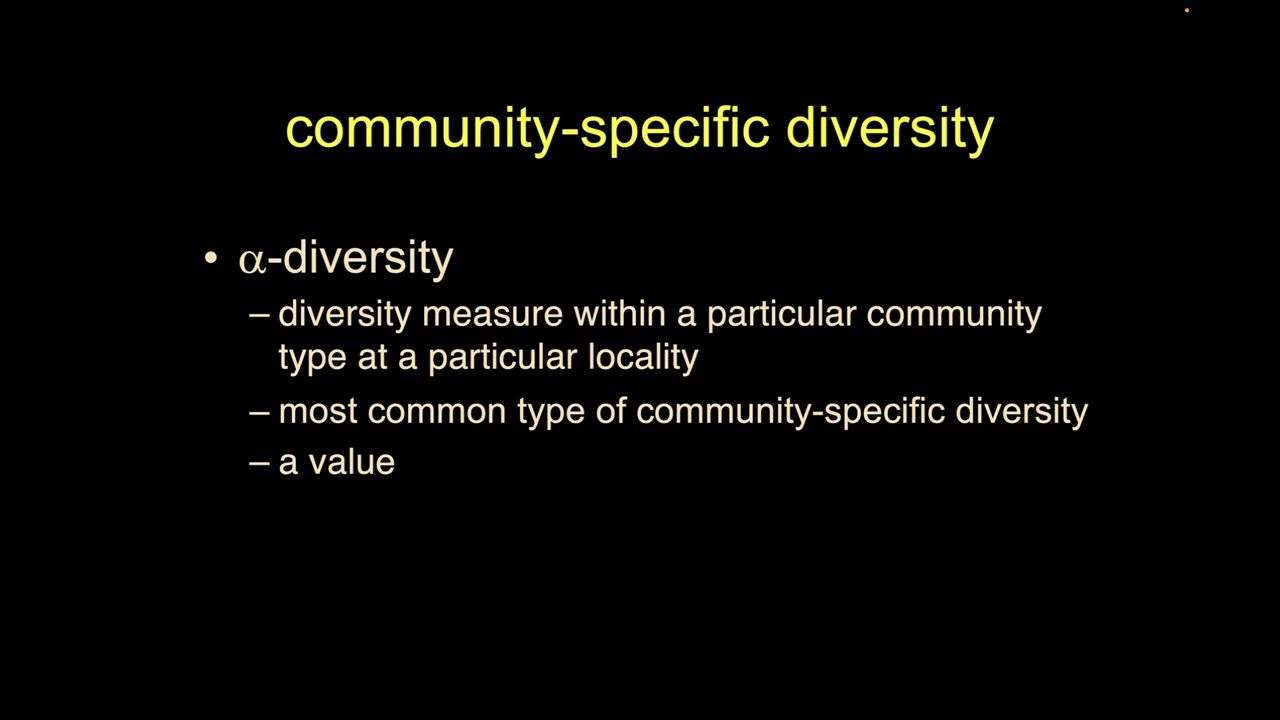 community-specific diversity
• α-diversity
– diversity measure within a particular community
type at a particular locality
– most common type of community-specific diversity
– a value